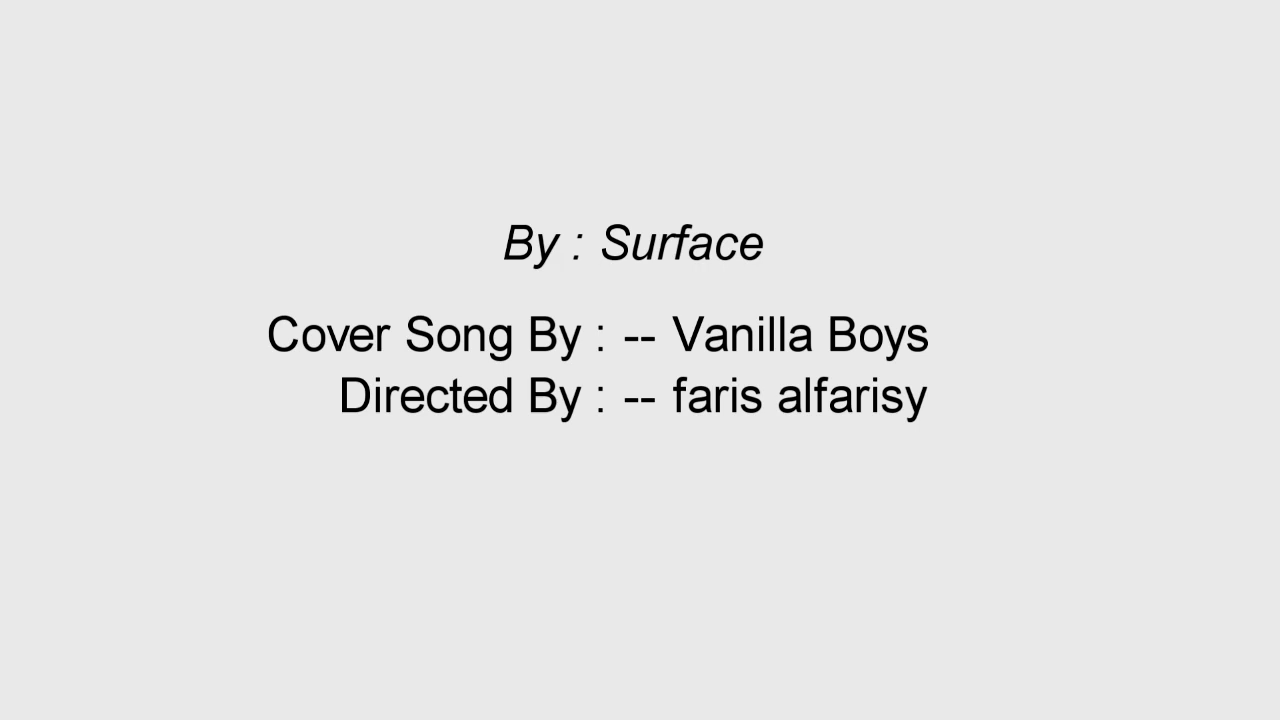 By : Surface
Cover Song By : -- Vanilla Boys
Directed By : -- faris alfarisy